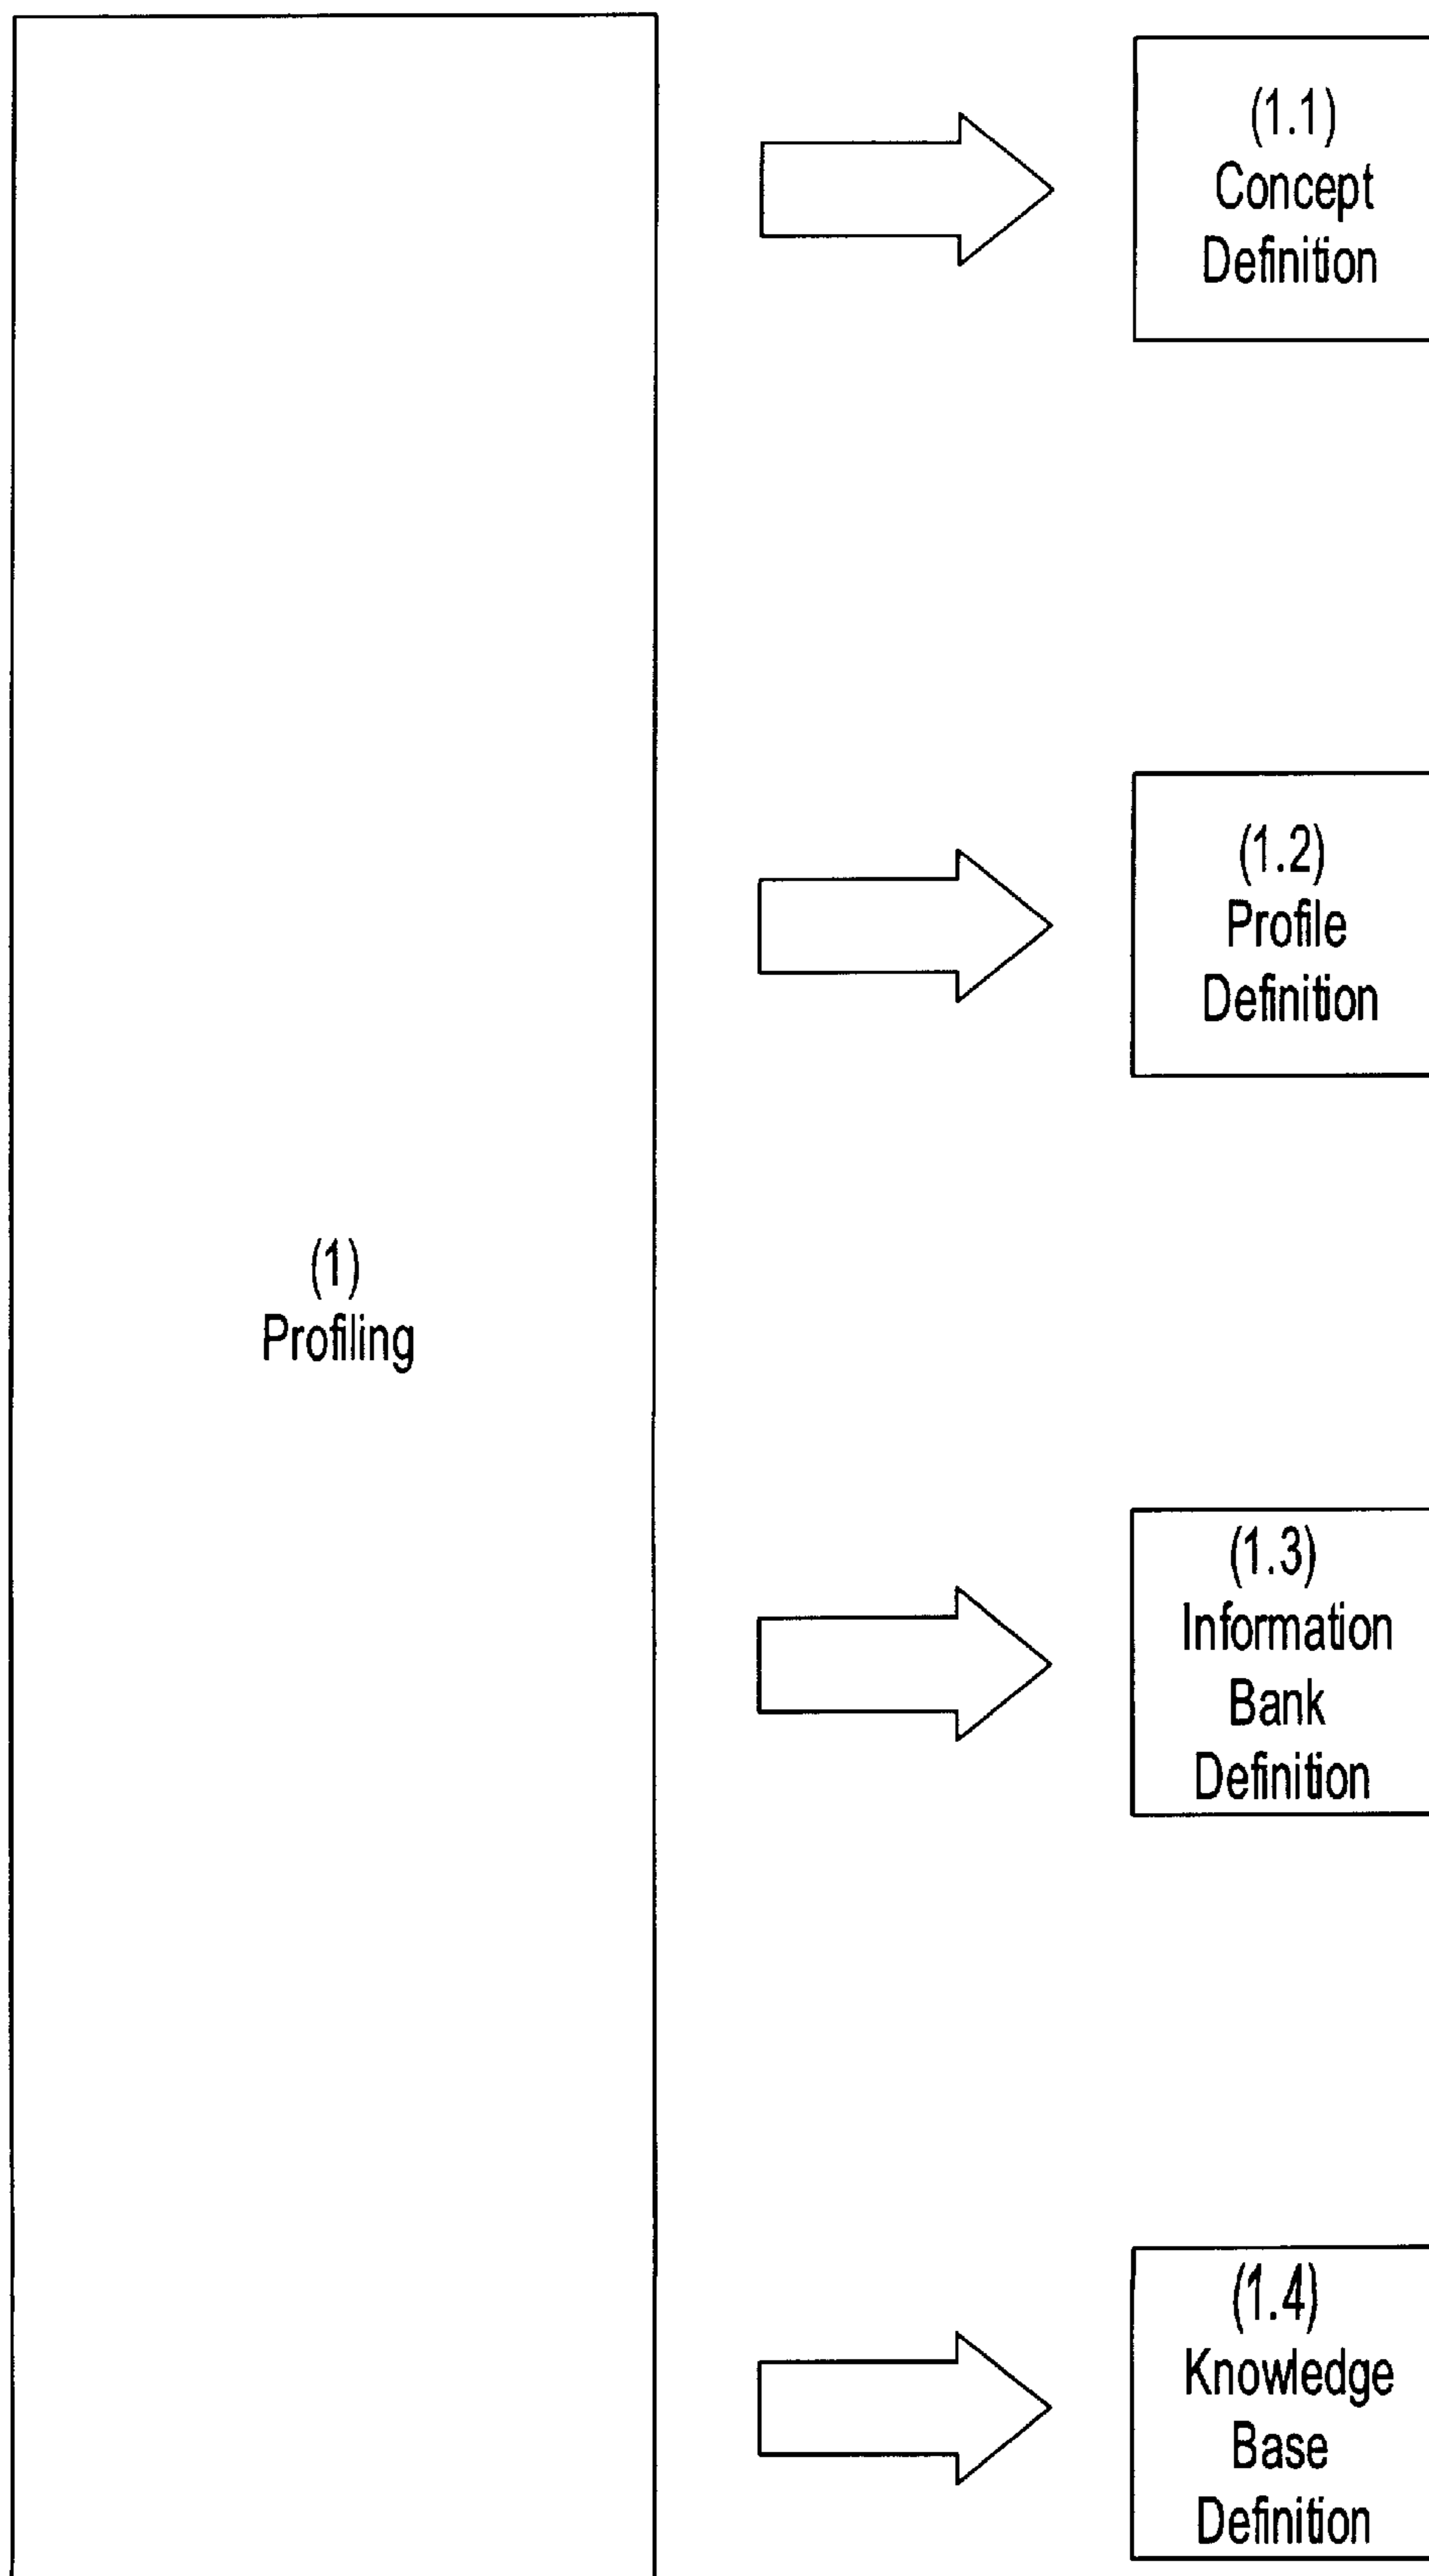 (1)
Profiling
(1.1)
Concept
Definition
(1.2)
Profile
Definition
(1.3)
Information
Bank
Definition
(1.4)
Knowledge
Base
Definition